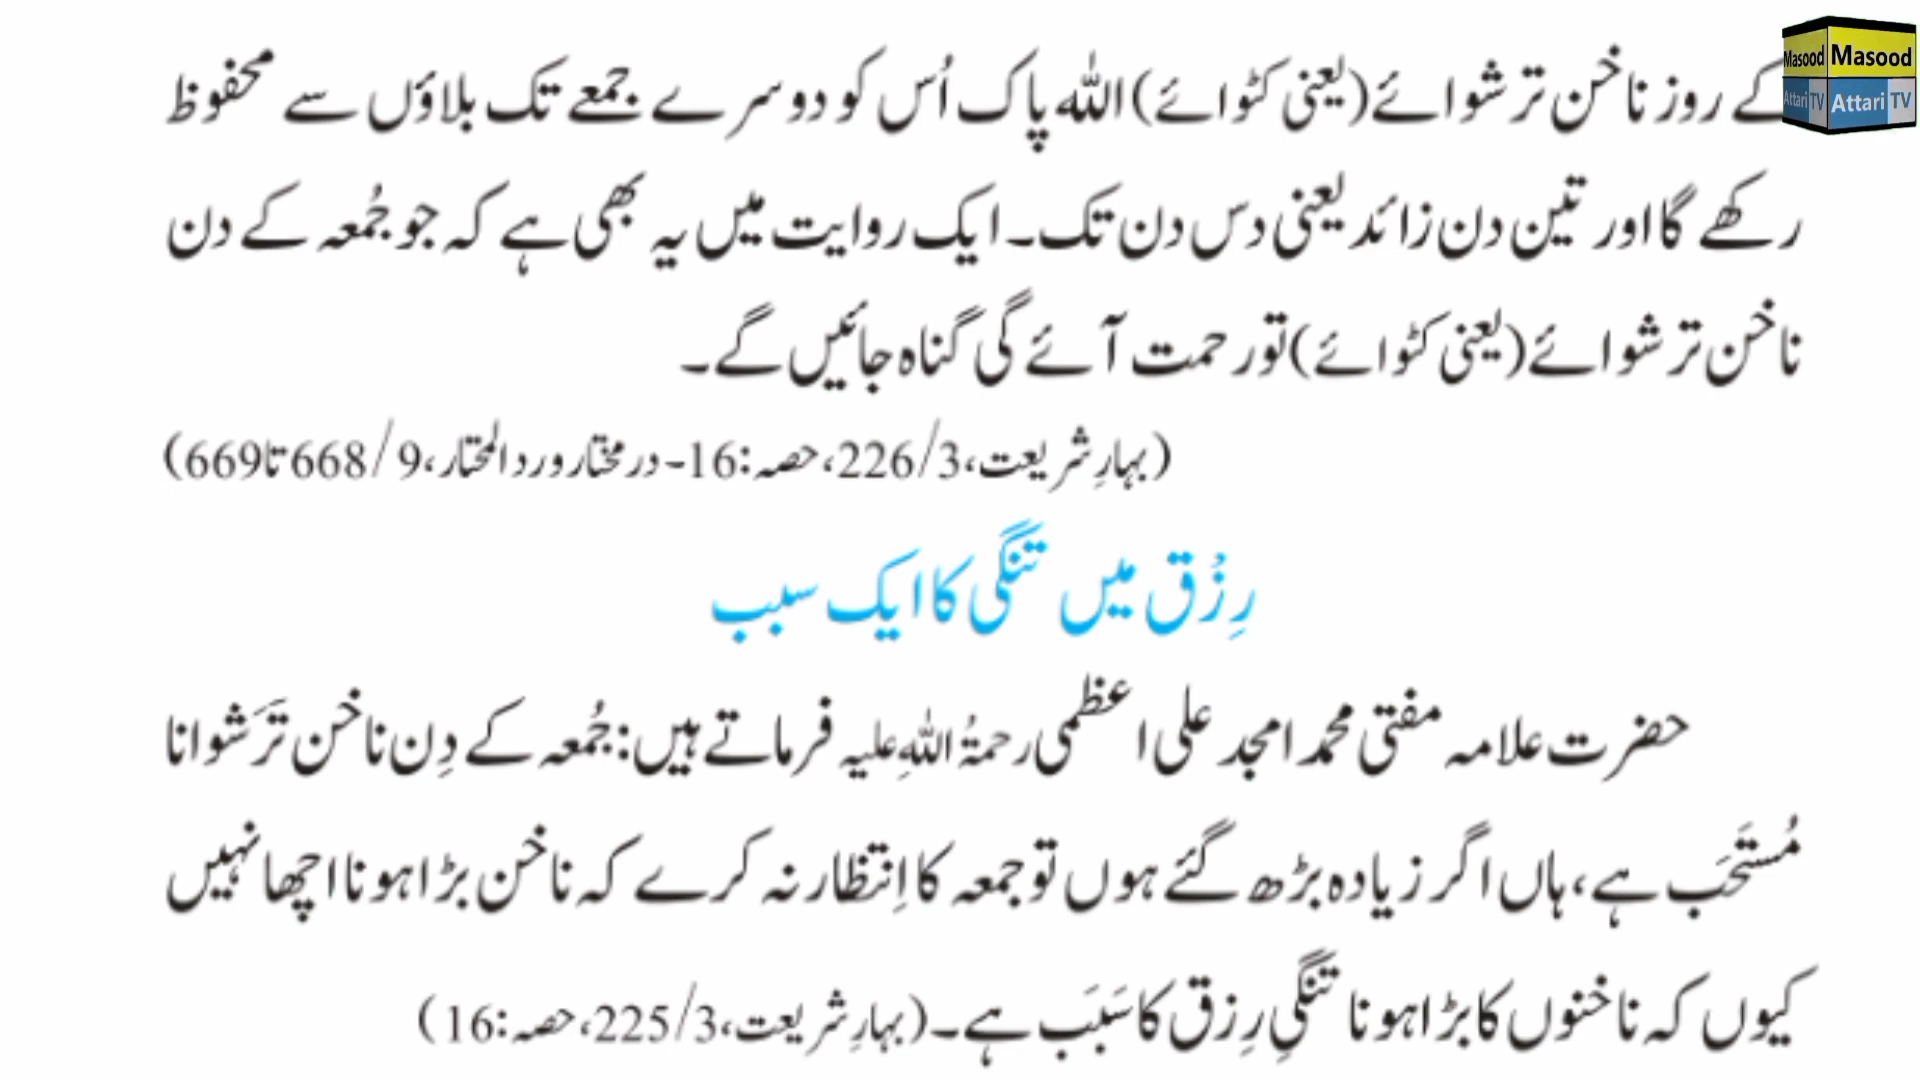 کے روز ناخن ترشوائے (یعنی کٹوائے) اللہ پاک اُس کو دوسرے جمعے تک بلاؤں سے محفوظ
رکھے گا اور تین دن زائد یعنی دس دن تک۔ ایک روایت میں یہ بھی ہے کہ جو جُمعہ کے دن
ناخن ترشوائے (یعنی کٹوائے) تو رحمت آئے گی گناہ جائیں گے۔
(بہارِ شریعت، 3/226، حصہ: 16- در مختار و رد المحتار، 9/668 تا 669)
رِزْق میں تنگی کا ایک سبب
حضرت علامہ مفتی محمد امجد علی اعظمی رحمۃُ اللہِ علیہ فرماتے ہیں: جُمعہ کے دِن ناخن تَرَشوانا
مُستَحَب ہے، ہاں اگر زیادہ بڑھ گئے ہوں تو جمعہ کا اِنتظار نہ کرے کہ ناخن بڑا ہونا اچھا نہیں
کیوں کہ ناخنوں کا بڑا ہونا تنگیِ رِزق کا سَبَب ہے۔ (بہارِ شریعت، 3/225، حصہ: 16)
Masood Masood
Attari TV Attari TV